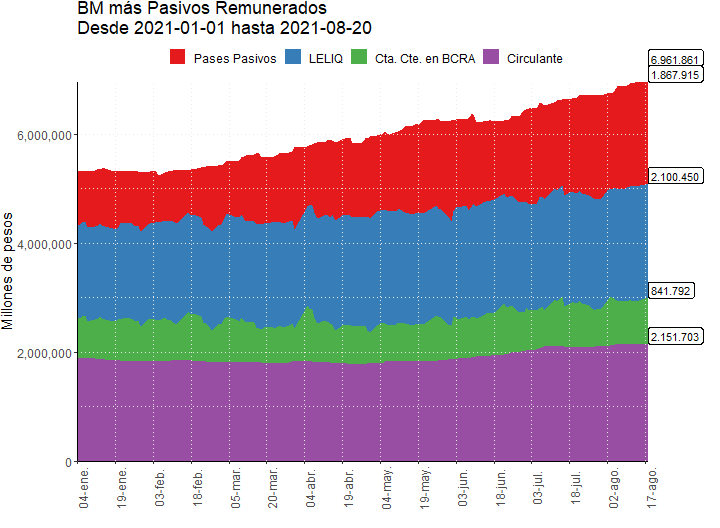 BM más Pasivos Remunerados
Desde 2021-01-01 hasta 2021-08-20
Pases Pasivos LELIQ Cta. Cte. en BCRA Circulante
6.961.861
1.867.915
2.100.450
841.792
2.151.703
Millones de pesos
6,000,000
4,000,000
2,000,000
0
04-ene.
19-ene.
03-feb.
18-feb.
05-mar.
20-mar.
04-abr.
19-abr.
04-may.
19-may.
03-jun.
18-jun.
03-jul.
18-jul.
02-ago.
17-ago.